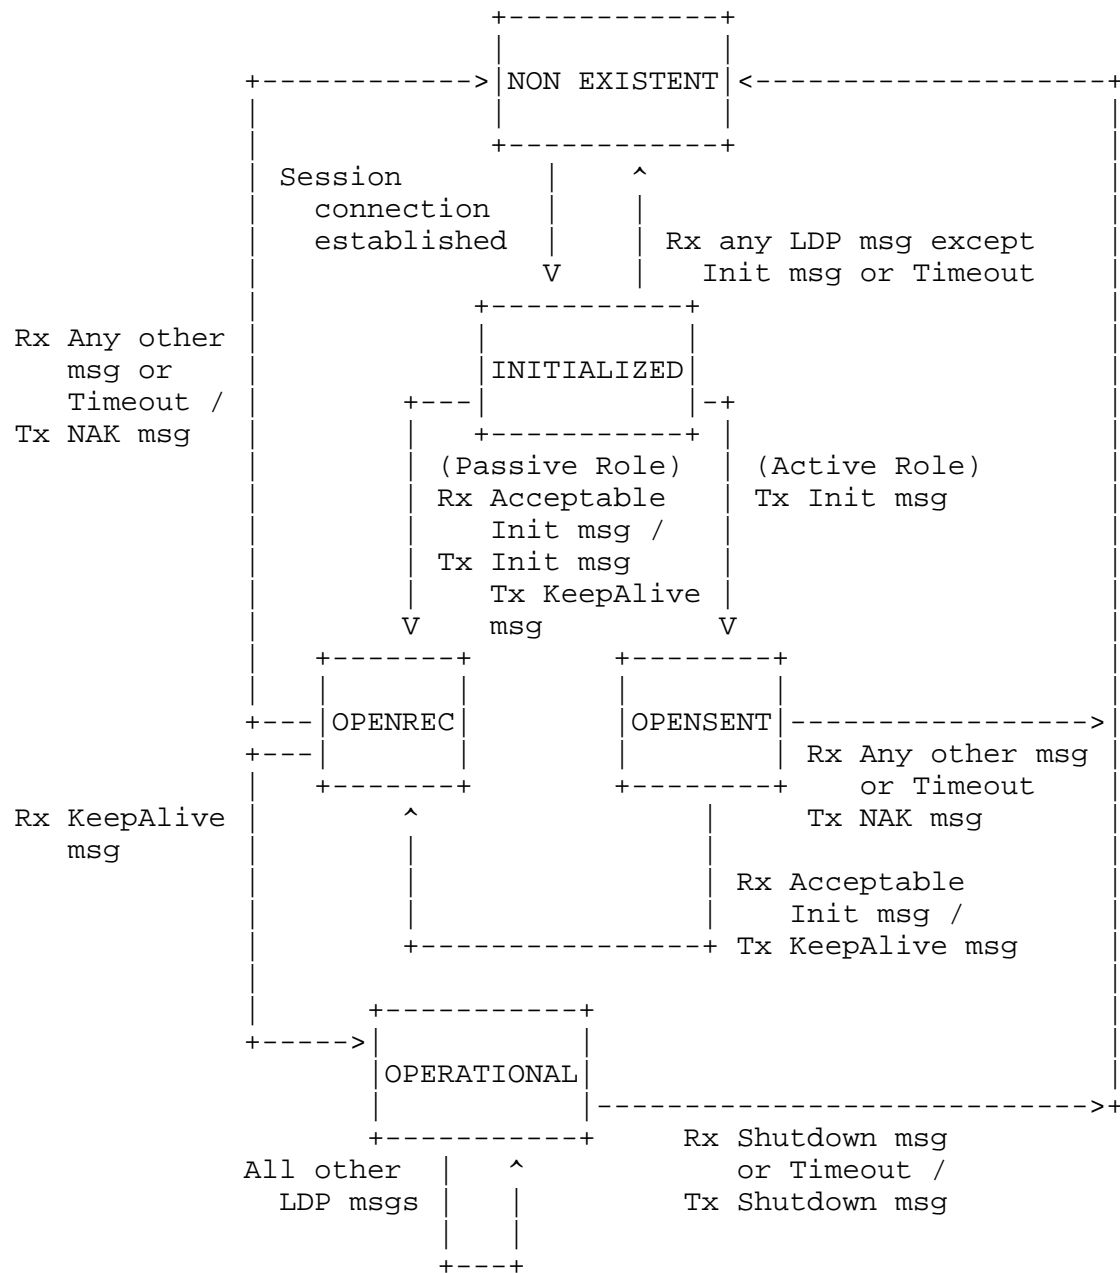 NON EXISTENT
Session
connection
established
Rx any LDP msg except
Init msg or Timeout
Rx Any other
msg or
Timeout /
Tx NAK msg
INITIALIZED
(Passive Role)
Rx Acceptable
Init msg /
Tx Init msg
Tx KeepAlive
msg
(Active Role)
Tx Init msg
OPENREC
OPENSENT
Rx Any other msg
or Timeout
Tx NAK msg
Rx KeepAlive
msg
Rx Acceptable
Init msg /
Tx KeepAlive msg
OPERATIONAL
Rx Shutdown msg
or Timeout /
Tx Shutdown msg
All other
LDP msgs